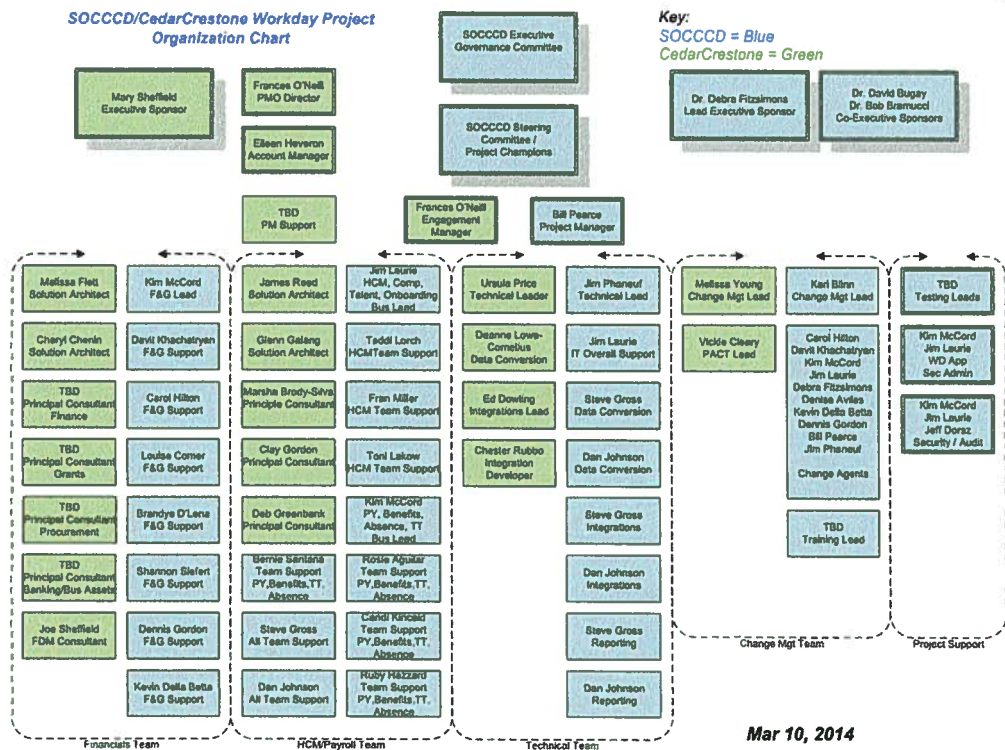 SOCCCD/CedarCrestone Workday Project
Organization Chart
Key:
SOCCCD = Blue
CedarCrestone = Green
Mary Sheffield
Executive Sponsor
Frances O'Neill
PMO Director
Eileen Heveron
Account Manager
TBD
PM Support
SOCCCD Executive
Governance Committee
SOCCCD Steering
Committee /
Project Champions
Frances O'Neill
Engagement
Manager
Bill Pearce
Project Manager
Dr. Debra Fitzsimons
Lead Executive Sponsor
Dr. David Bugay
Dr. Bob Bramucci
Co-Executive Sponsors
Melissa Flett
Solution Architect
Cheryl Chenin
Solution Architect
TBD
Principal Consultant
Finance
TBD
Principal Consultant
Grants
TBD
Principal Consultant
Procurement
TBD
Principal Consultant
Banking/Bus Assets
Joe Sheffield
FDM Consultant
Kim McCord
F&G Lead
Davit Khachatryan
F&G Support
Carol Hilton
F&G Support
Louise Comer
F&G Support
Brandye D'Lena
F&G Support
Shannon Siefert
F&G Support
Dennis Gordon
F&G Support
Kevin Della Betta
F&G Support
Financials Team
James Reed
Solution Architect
Glenn Galang
Solution Architect
Marsha Brody-Silva
Principle Consultant
Clay Gordon
Principal Consultant
Deb Greenbank
Principal Consultant
Bernie Santana
Team Support
PY,Benefits,TT,
Absence
Steve Gross
All Team Support
Dan Johnson
All Team Support
Jim Laurie
HCM, Comp,
Talent, Onboarding
Bus Lead
Teddi Lorch
HCMTeam Support
Fran Miller
HCM Team Support
Toni Lakow
HCM Team Support
Kim McCord
PY, Benefits,
Absence, TT
Bus Lead
Rosie Aguilar
Team Support
PY,Benefits,TT,
Absence
Candi Kincaid
Team Support
PY,Benefits,TT,
Absence
Ruby Hazzard
Team Support
PY,Benefits,TT,
Absence
HCM/Payroll Team
Ursula Price
Technical Leader
Deanne Lowe-
Cornelius
Data Conversion
Ed Dowling
Integrations Lead
Chester Rubbo
Integration
Developer
Jim Phaneuf
Technical Lead
Jim Laurie
IT Overall Support
Steve Gross
Data Conversion
Dan Johnson
Data Conversion
Steve Gross
Integrations
Dan Johnson
Integrations
Steve Gross
Reporting
Dan Johnson
Reporting
Technical Team
Melissa Young
Change Mgt Lead
Vickie Cleary
PACT Lead
Kari Blinn
Change Mgt Lead
Carol Hilton
Davit Khachatryan
Kim McCord
Jim Laurie
Debra Fitzsimons
Denise Aviles
Kevin Della Betta
Dennis Gordon
Bill Pearce
Jim Phaneuf
Change Agents
TBD
Training Lead
Change Mgt Team
TBD
Testing Leads
Kim McCord
Jim Laurie
WD App
Sec Admin
Kim McCord
Jim Laurie
Jeff Dorsz
Security / Audit
Project Support
Mar 10, 2014